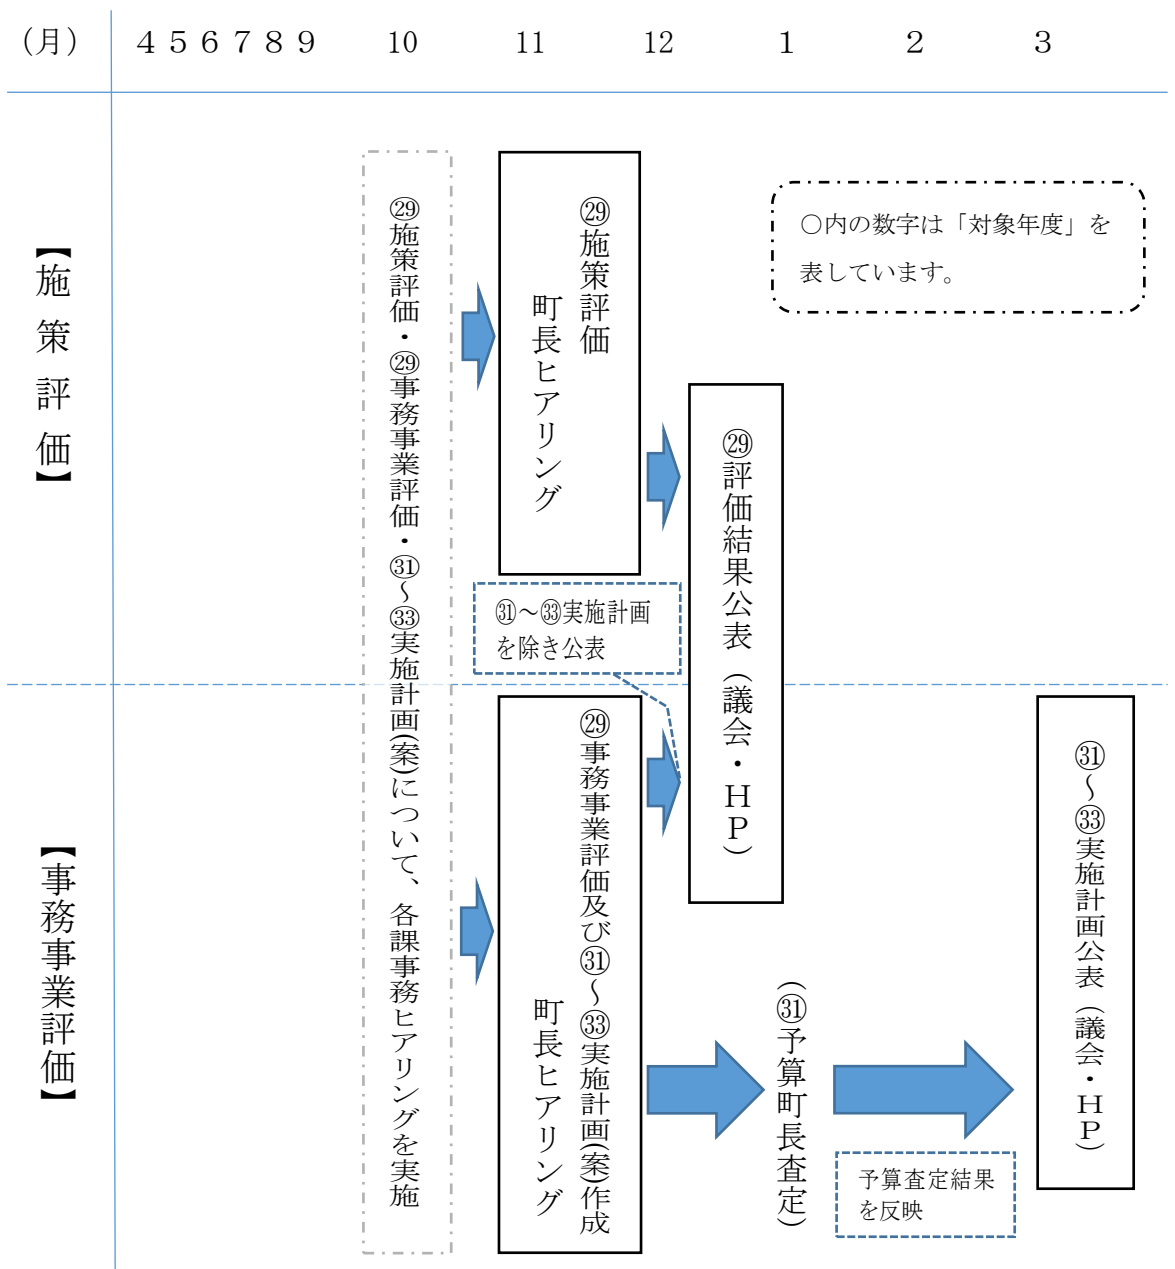 （月） ４ ５ ６ ７ ８ ９ 10 11 12 １ ２ ３
【施策評価】
【事務事業評価】
㉙施策評価・㉙事務事業評価・㉛～㉝実施計画(案)について、各課事務ヒアリングを実施
㉙施策評価
町長ヒアリング
〇内の数字は「対象年度」を
表しています。
㉙評価結果公表（議会・ＨＰ）
㉛～㉝実施計画
を除き公表
㉙事務事業評価及び㉛～㉝実施計画(案)作成
町長ヒアリング
（㉛予算町長査定）
予算査定結果
を反映
㉛～㉝実施計画公表（議会・ＨＰ）